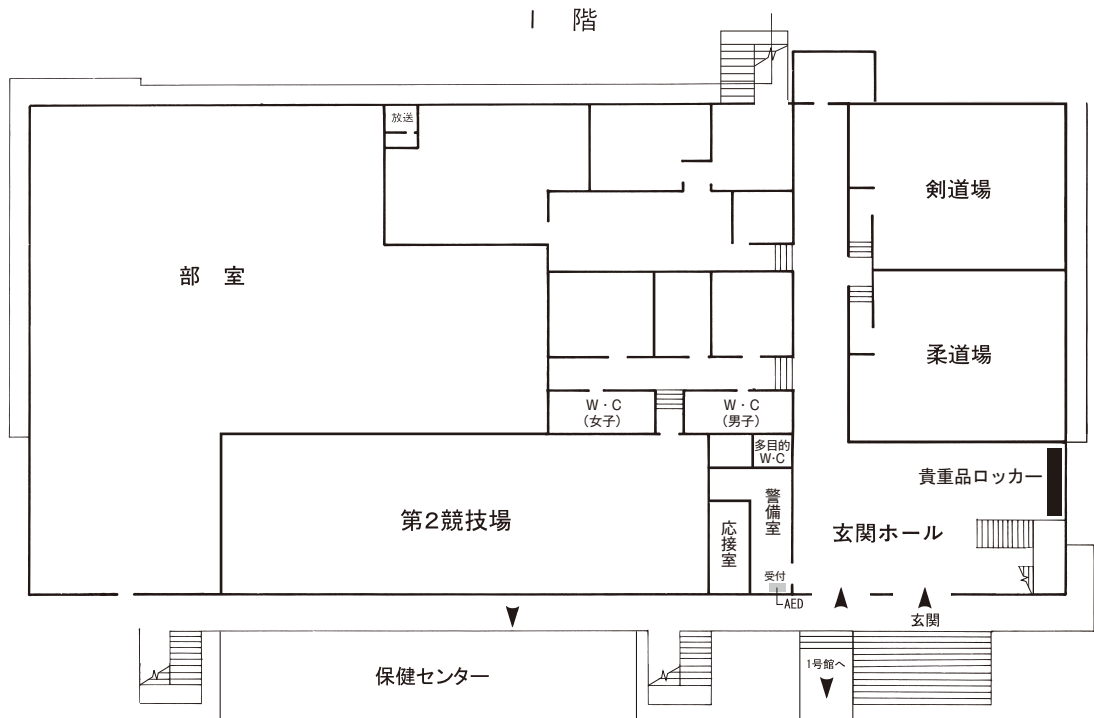 1 階
放送
剣道場
部 室
柔道場
W・C
(女子)
W・C
(男子)
多目的
W・C
貴重品ロッカー
警備室
第2競技場
応接室
玄関ホール
受付
AED
玄関
1号館へ
保健センター